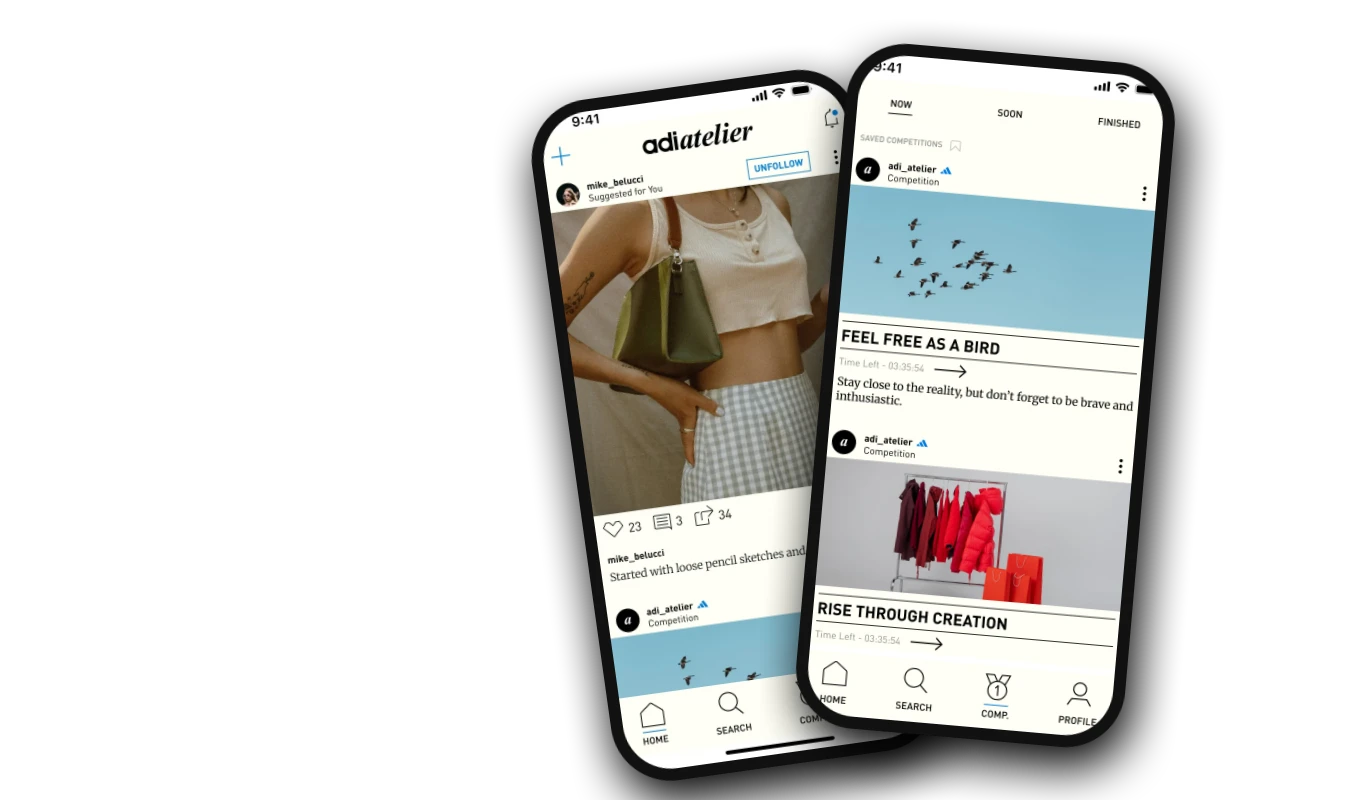 9:41
adiatelier
mike_belucci
Suggested for You
UNFOLLOW
23
3
34
mike_belucci
Started with loose pencil sketches and
a
adi_atelier
Competition
HOME
SEARCH
9:41
NOW
SOON
FINISHED
SAVED COMPETITIONS
a
adi_atelier
Competition
FEEL FREE AS A BIRD
Time Left - 03:35:54
Stay close to the reality, but don't forget to be brave and
inthusiastic.
a
adi_atelier
Competition
RISE THROUGH CREATION
Time Left - 03:35:54
HOME
SEARCH
1
COMP.
PROFILE